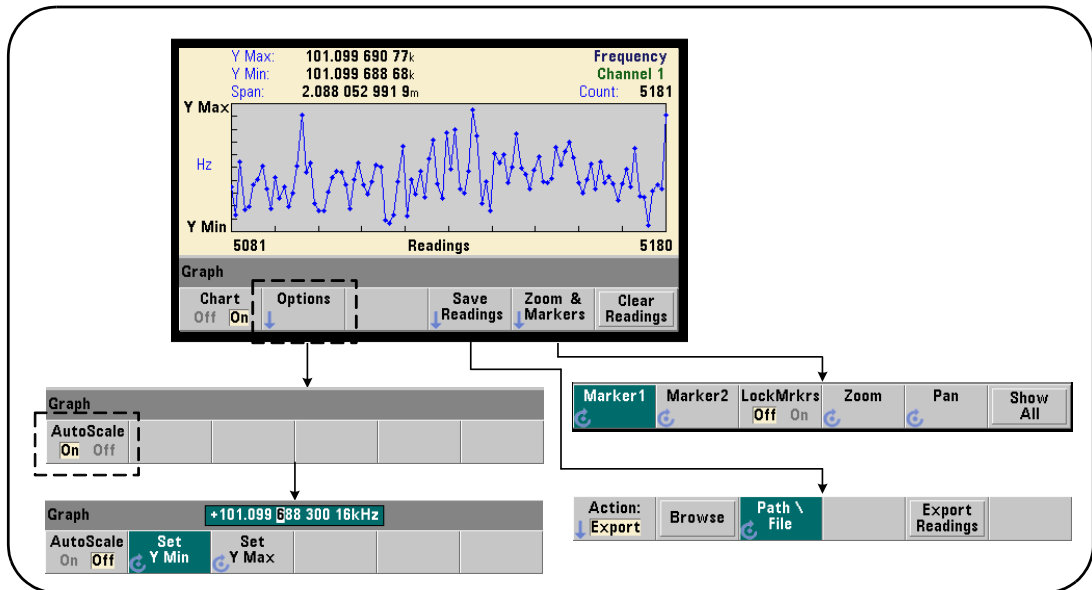 Y Max: 101.099 690 77k Frequency
Y Min: 101.099 688 68k Channel 1
Span: 2.088 052 991 9m Count: 5181
Y Max
Hz
Y Min
5081 Readings 5180
Graph
Chart Options Save Zoom & Clear
Off On Readings Markers Readings
Graph
AutoScale
On Off
Marker1 Marker2 LockMrkrs Zoom Pan Show
Off On All
Graph +101.099 688 300 16kHz
AutoScale Set Set
On Off Y Min Y Max
Action: Browse Path \ Export
Export File Readings